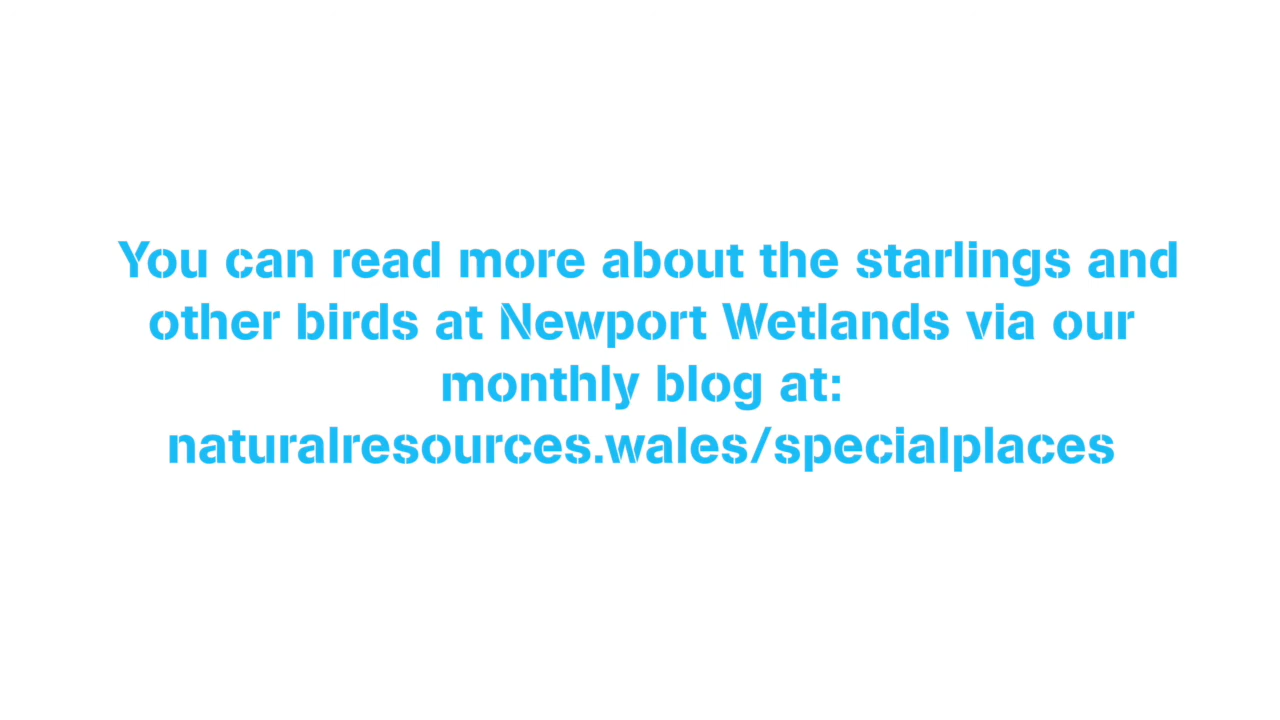 You can read more about the starlings and
other birds at Newport Wetlands via our
monthly blog at:
naturalresources.wales/specialplaces